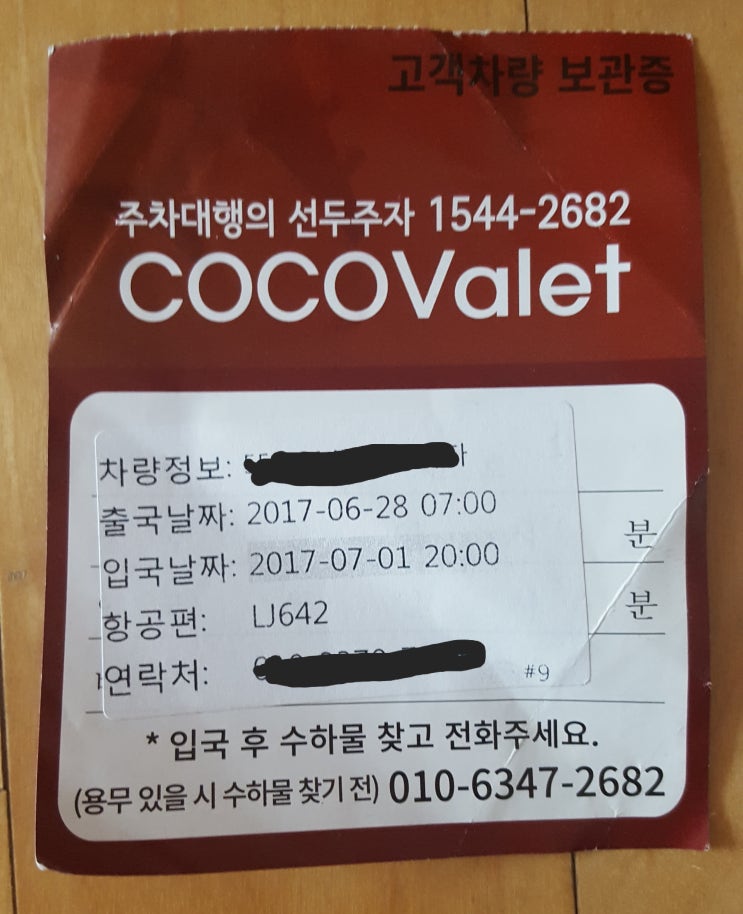 고객차량 보관증
주차대행의 선두주자 1544-2682
COCOValet
차량정보:
출국날짜: 2017-06-28 07:00
분
입국날짜: 2017-07-01 20:00
분
항공편: LJ642
연락처:
#9
* 입국 후 수하물 찾고 전화주세요.
(용무 있을 시 수하물 찾기 전) 010-6347-2682